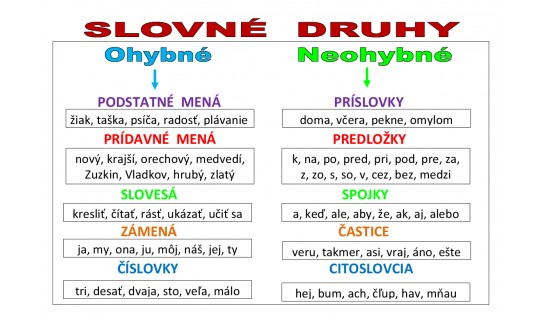 SLOVNÉ DRUHY
Ohybné
PODSTATNÉ MENÁ
žiak, taška, psíča, radosť, plávanie
PRÍDAVNÉ MENÁ
nový, krajší, orechový, medvedí,
Zuzkin, Vladkov, hrubý, zlatý
SLOVESÁ
kresliť, čítať, rásť, ukázať, učiť sa
ZÁMENÁ
ja, my, ona, ju, môj, náš, jej, ty
ČÍSLOVKY
tri, desať, dvaja, sto, veľa, málo
Neohybné
PRÍSLOVKY
doma, včera, pekne, omylom
PREDLOŽKY
k, na, po, pred, pri, pod, pre, za,
z, zo, s, so, v, cez, bez, medzi
SPOJKY
a, keď, ale, aby, že, ak, aj, alebo
ČASTICE
veru, takmer, asi, vraj, áno, ešte
CITOSLOVCIA
hej, bum, ach, čľup, hav, mňau